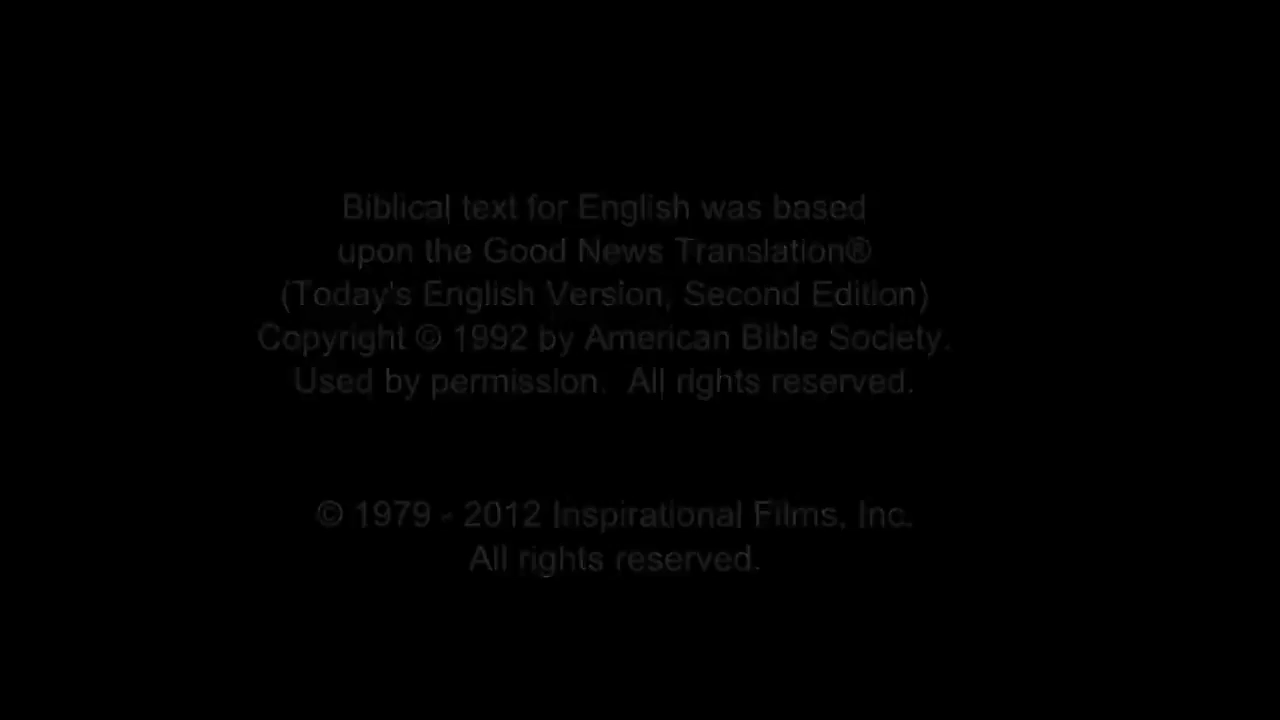 Biblical text for English was based
upon the Good News Translation®
(Today's English Version, Second Edition)
Copyright © 1992 by American Bible Society.
Used by permission.  All rights reserved.
© 1979 - 2012 Inspirational Films, Inc.
All rights reserved.